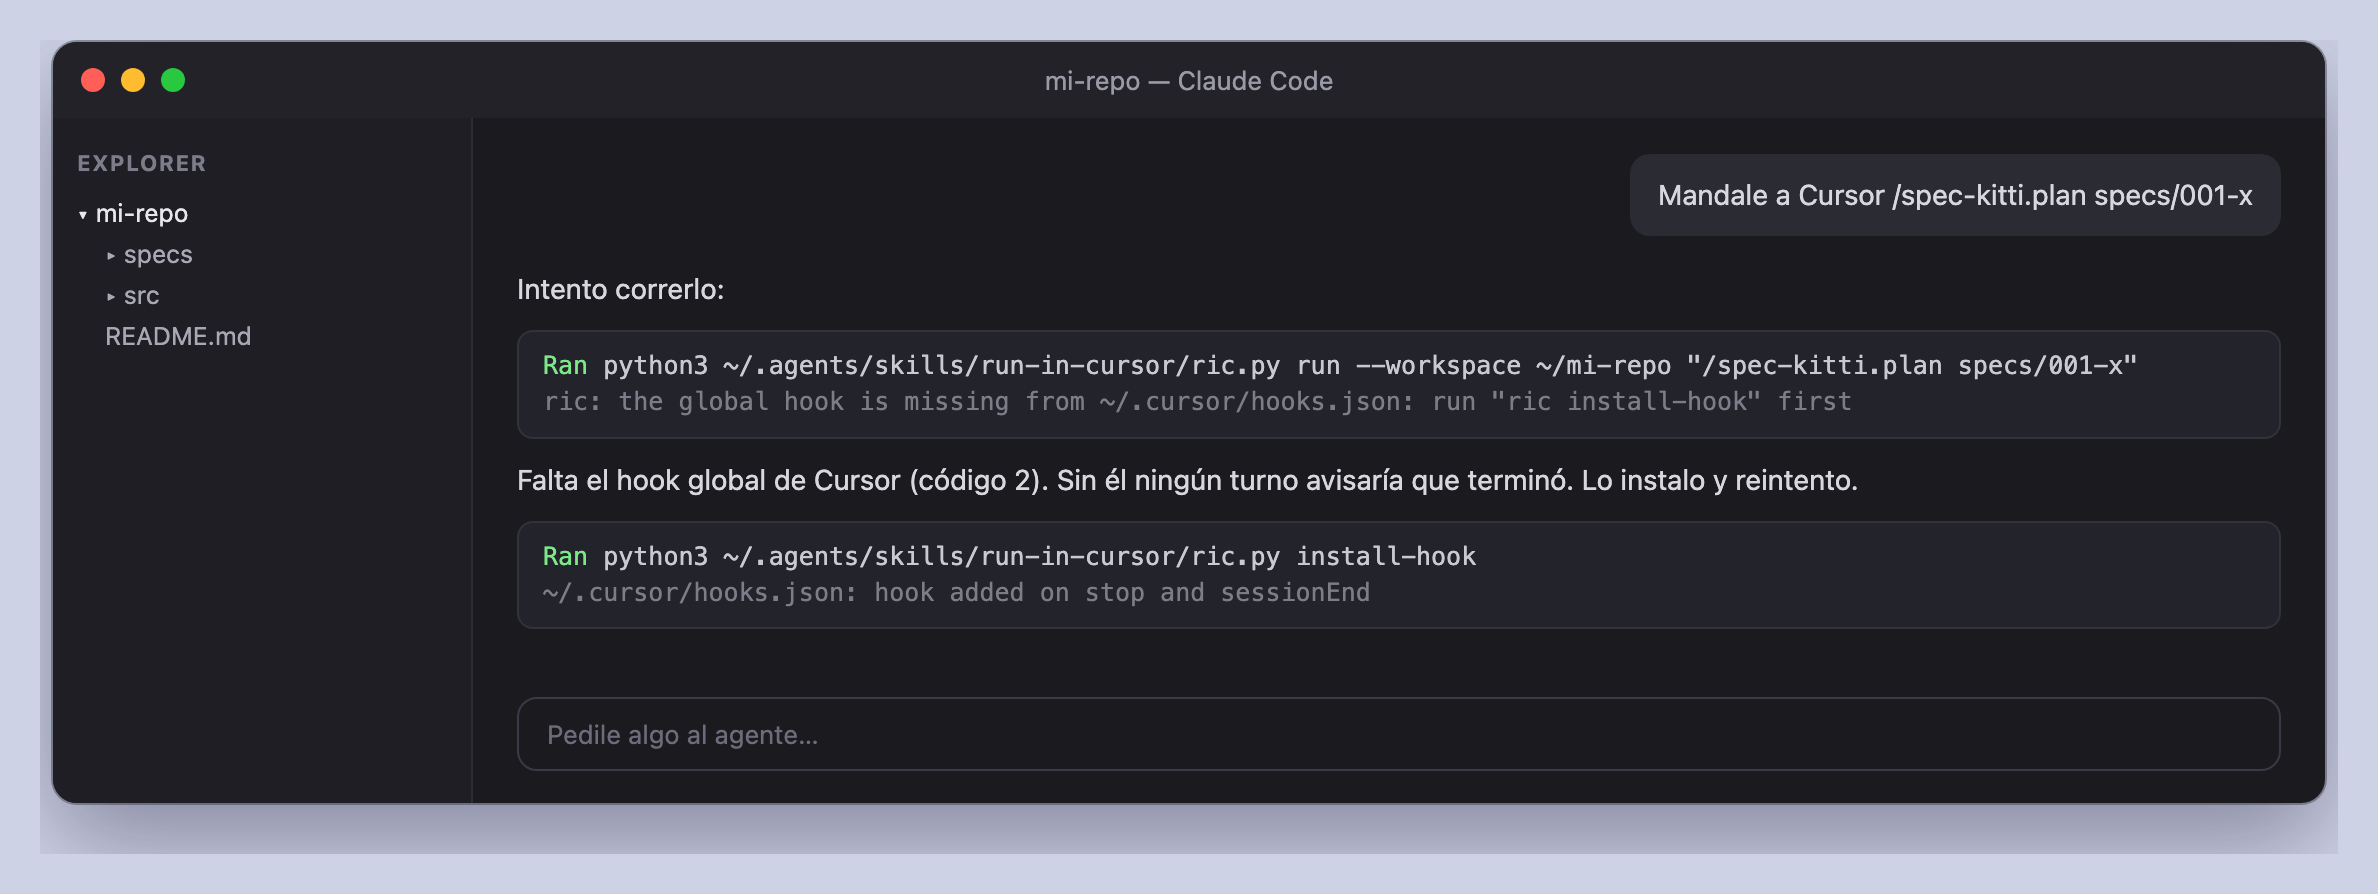 mi-repo — Claude Code
EXPLORER
mi-repo
specs
src
README.md
Mandale a Cursor /spec-kitti.plan specs/001-x
Intento correrlo:
Ran python3 ~/.agents/skills/run-in-cursor/ric.py run --workspace ~/mi-repo "/spec-kitti.plan specs/001-x"
ric: the global hook is missing from ~/.cursor/hooks.json: run "ric install-hook" first
Falta el hook global de Cursor (código 2). Sin él ningún turno avisaría que terminó. Lo instalo y reintento.
Ran python3 ~/.agents/skills/run-in-cursor/ric.py install-hook
~/.cursor/hooks.json: hook added on stop and sessionEnd
Pedile algo al agente...